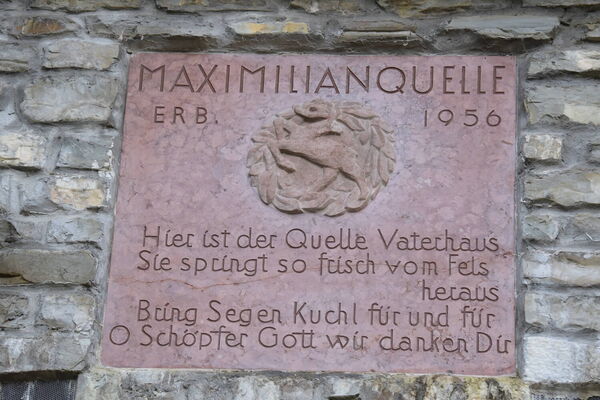 MAXIMILIANQUELLE
ERB. 1956
Hier ist der Quelle Vaterhaus
Sie springt so frisch vom Fels
heraus
Bring Segen Kuchl für und für
O Schöpfer Gott wir danken Dir